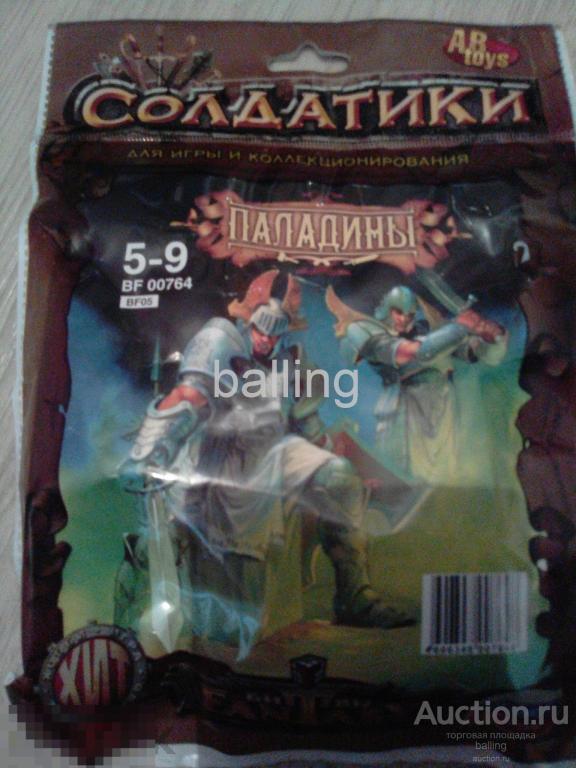 AB
toys
СОЛДАТИКИ
ДЛЯ ИГРЫ И КОЛЛЕКЦИОНИРОВАНИЯ
ПАЛАДИНЫ
5-9
BF 00764
BF05
balling
ХИТ
Auction.ru
торговая площадка
balling
auction.ru